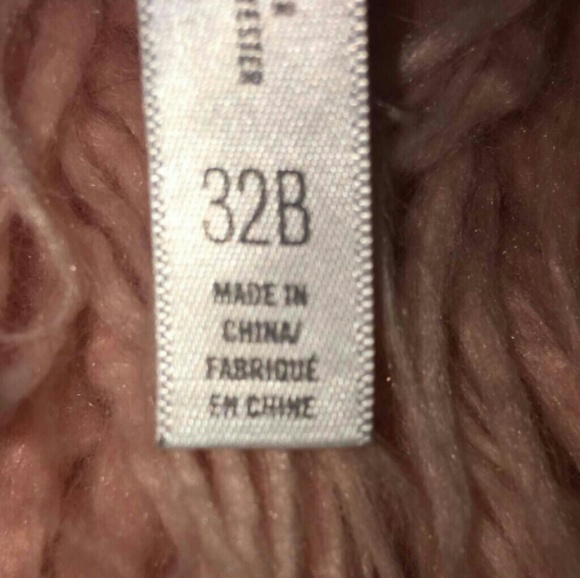 32B
MADE IN
CHINA/
FABRIQUÉ
EN CHINE